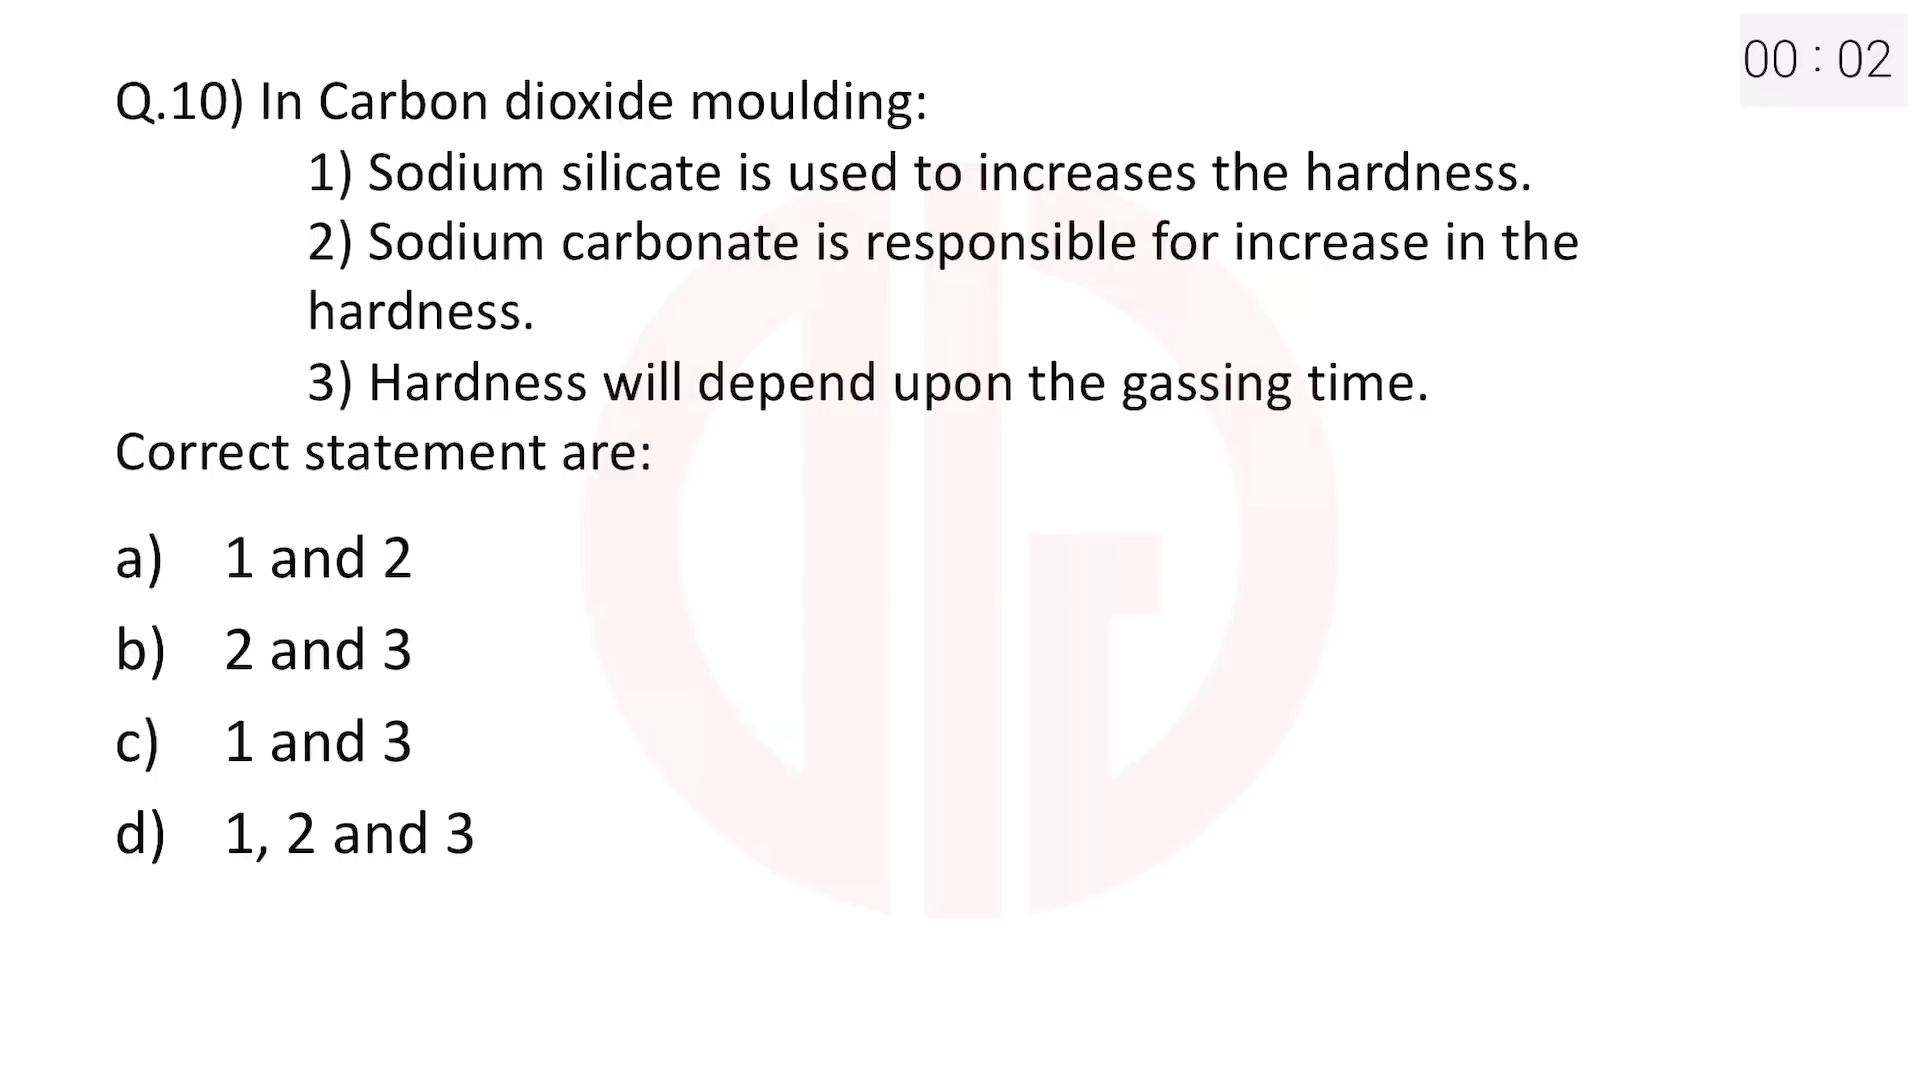 00 : 02
Q.10) In Carbon dioxide moulding:
1) Sodium silicate is used to increases the hardness.
2) Sodium carbonate is responsible for increase in the
hardness.
3) Hardness will depend upon the gassing time.
Correct statement are:
a) 1 and 2
b) 2 and 3
c) 1 and 3
d) 1, 2 and 3